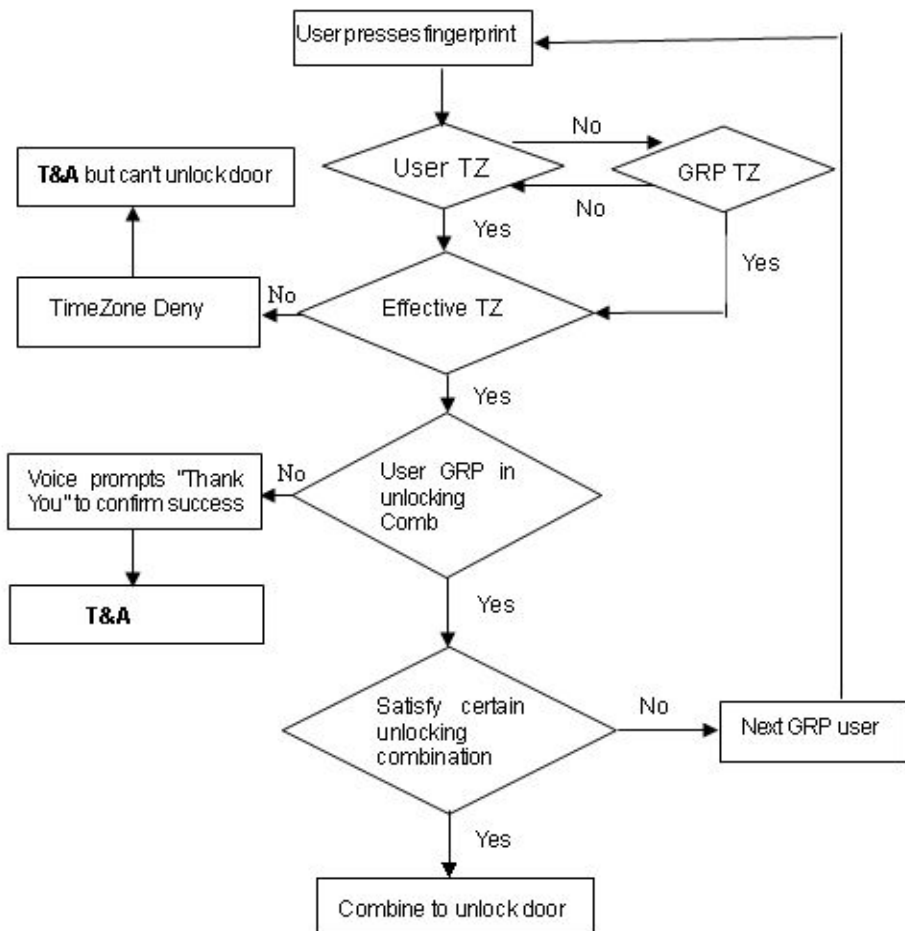 User presses fingerprint
No
User TZ
GRP TZ
T&A but can't unlock door
No
Yes
Yes
TimeZone Deny
No
Effective TZ
Yes
Voice prompts "Thank
You" to confirm success
No
User GRP in
unlocking
Comb
T&A
Yes
Satisfy certain
unlocking
combination
No
Next GRP user
Yes
Combine to unlock door